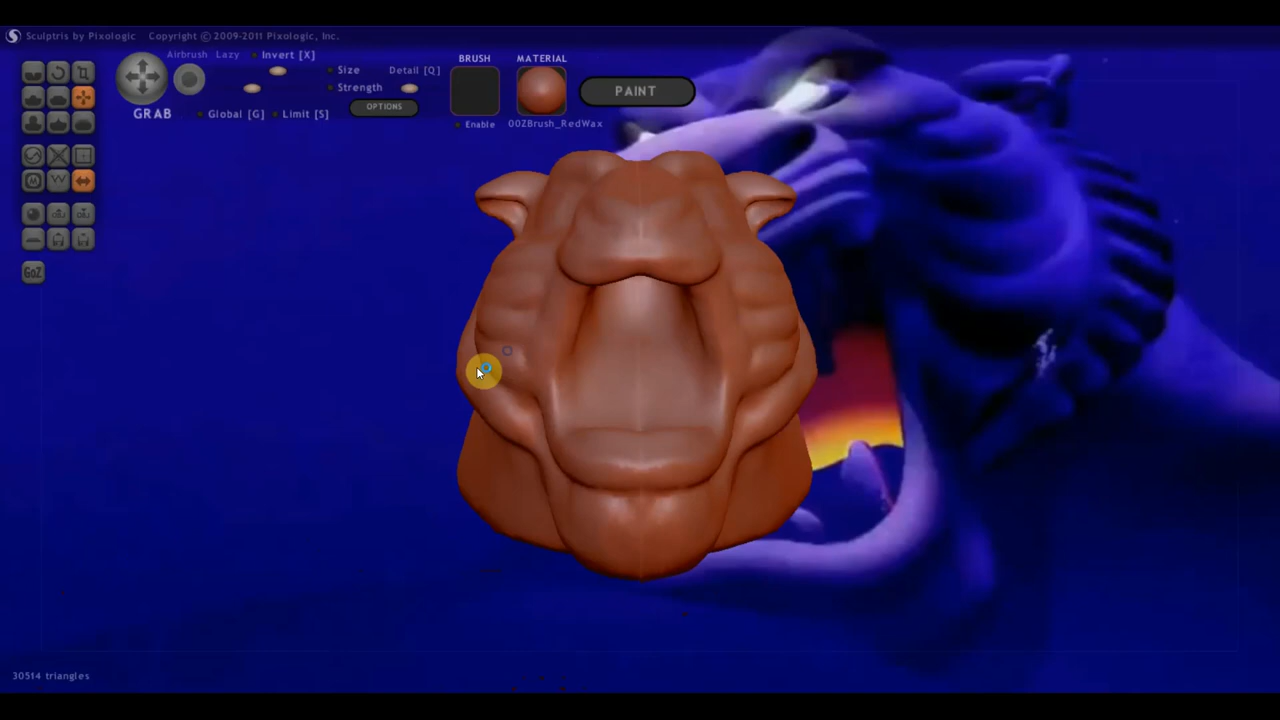 Sculptris by Pixologic Copyright © 2009-2011 Pixologic, Inc.
Airbrush Lazy Invert [X]
BRUSH MATERIAL
Size Detail [Q]
Strength
PAINT
OPTIONS
GRAB Global [G] Limit [S]
Enable 00ZBrush_RedWax
GoZ
30514 triangles